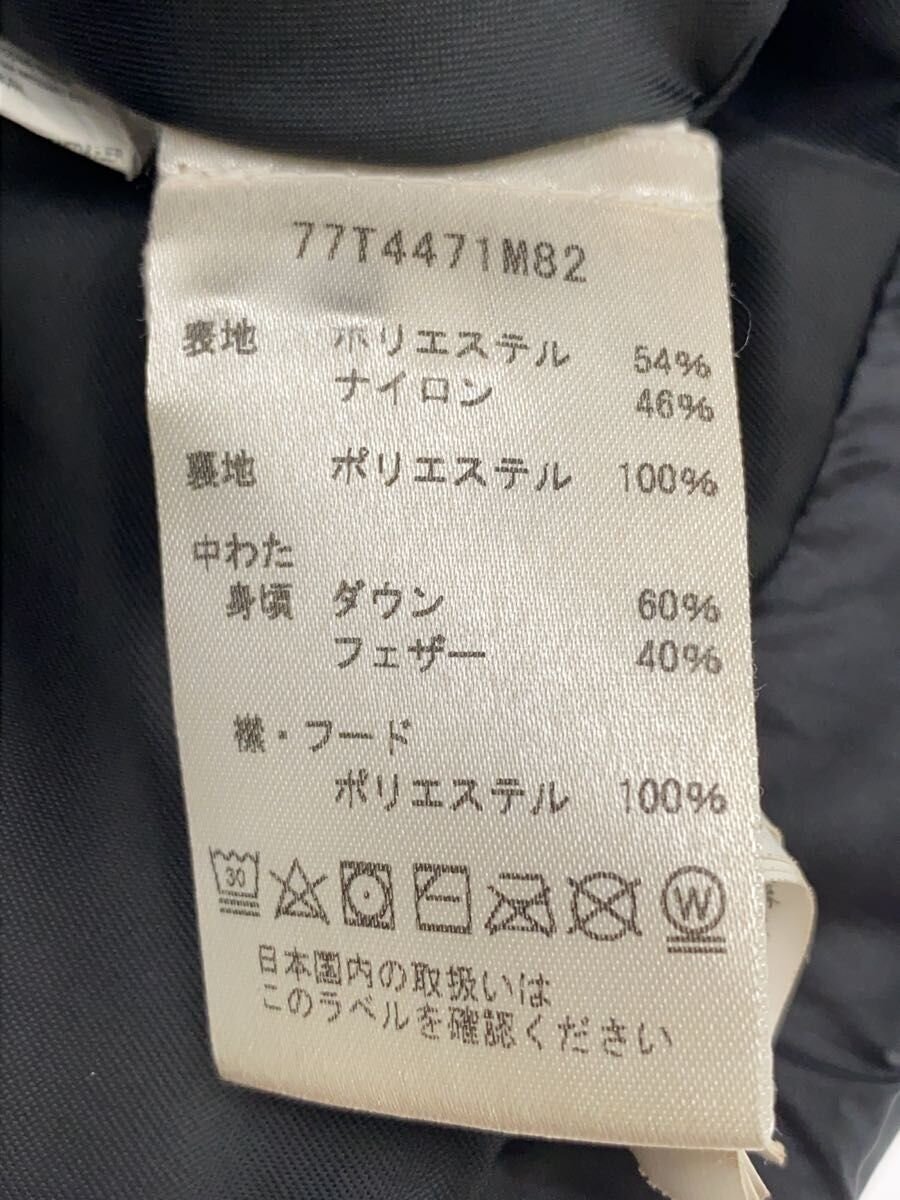 77T4471M82
表地 ポリエステル 54%
ナイロン 46%
裏地 ポリエステル 100%
中わた
身頃 ダウン 60%
フェザー 40%
襟・フード
ポリエステル 100%
30 W
日本国内の取扱いは
このラベルを確認ください